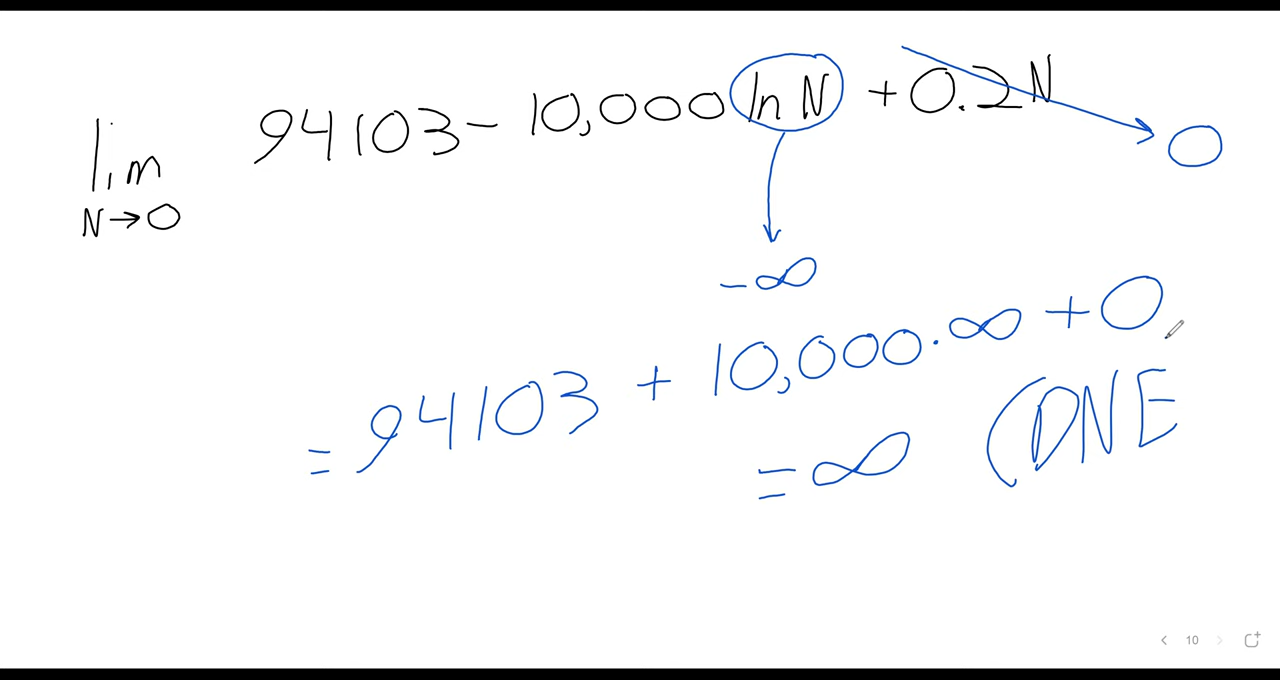 lim N→0 94103 - 10,000 ln N + 0.2N → 0
-∞
= 94103 + 10,000·∞ + 0
= ∞ (DNE
10